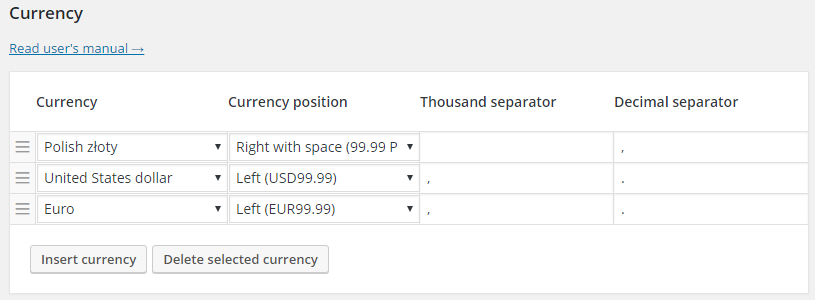 Currency
Read user's manual →
Currency Currency position Thousand separator Decimal separator
Polish złoty Right with space (99.99 P ,
United States dollar Left (USD99.99) , .
Euro Left (EUR99.99) , .
Insert currency Delete selected currency